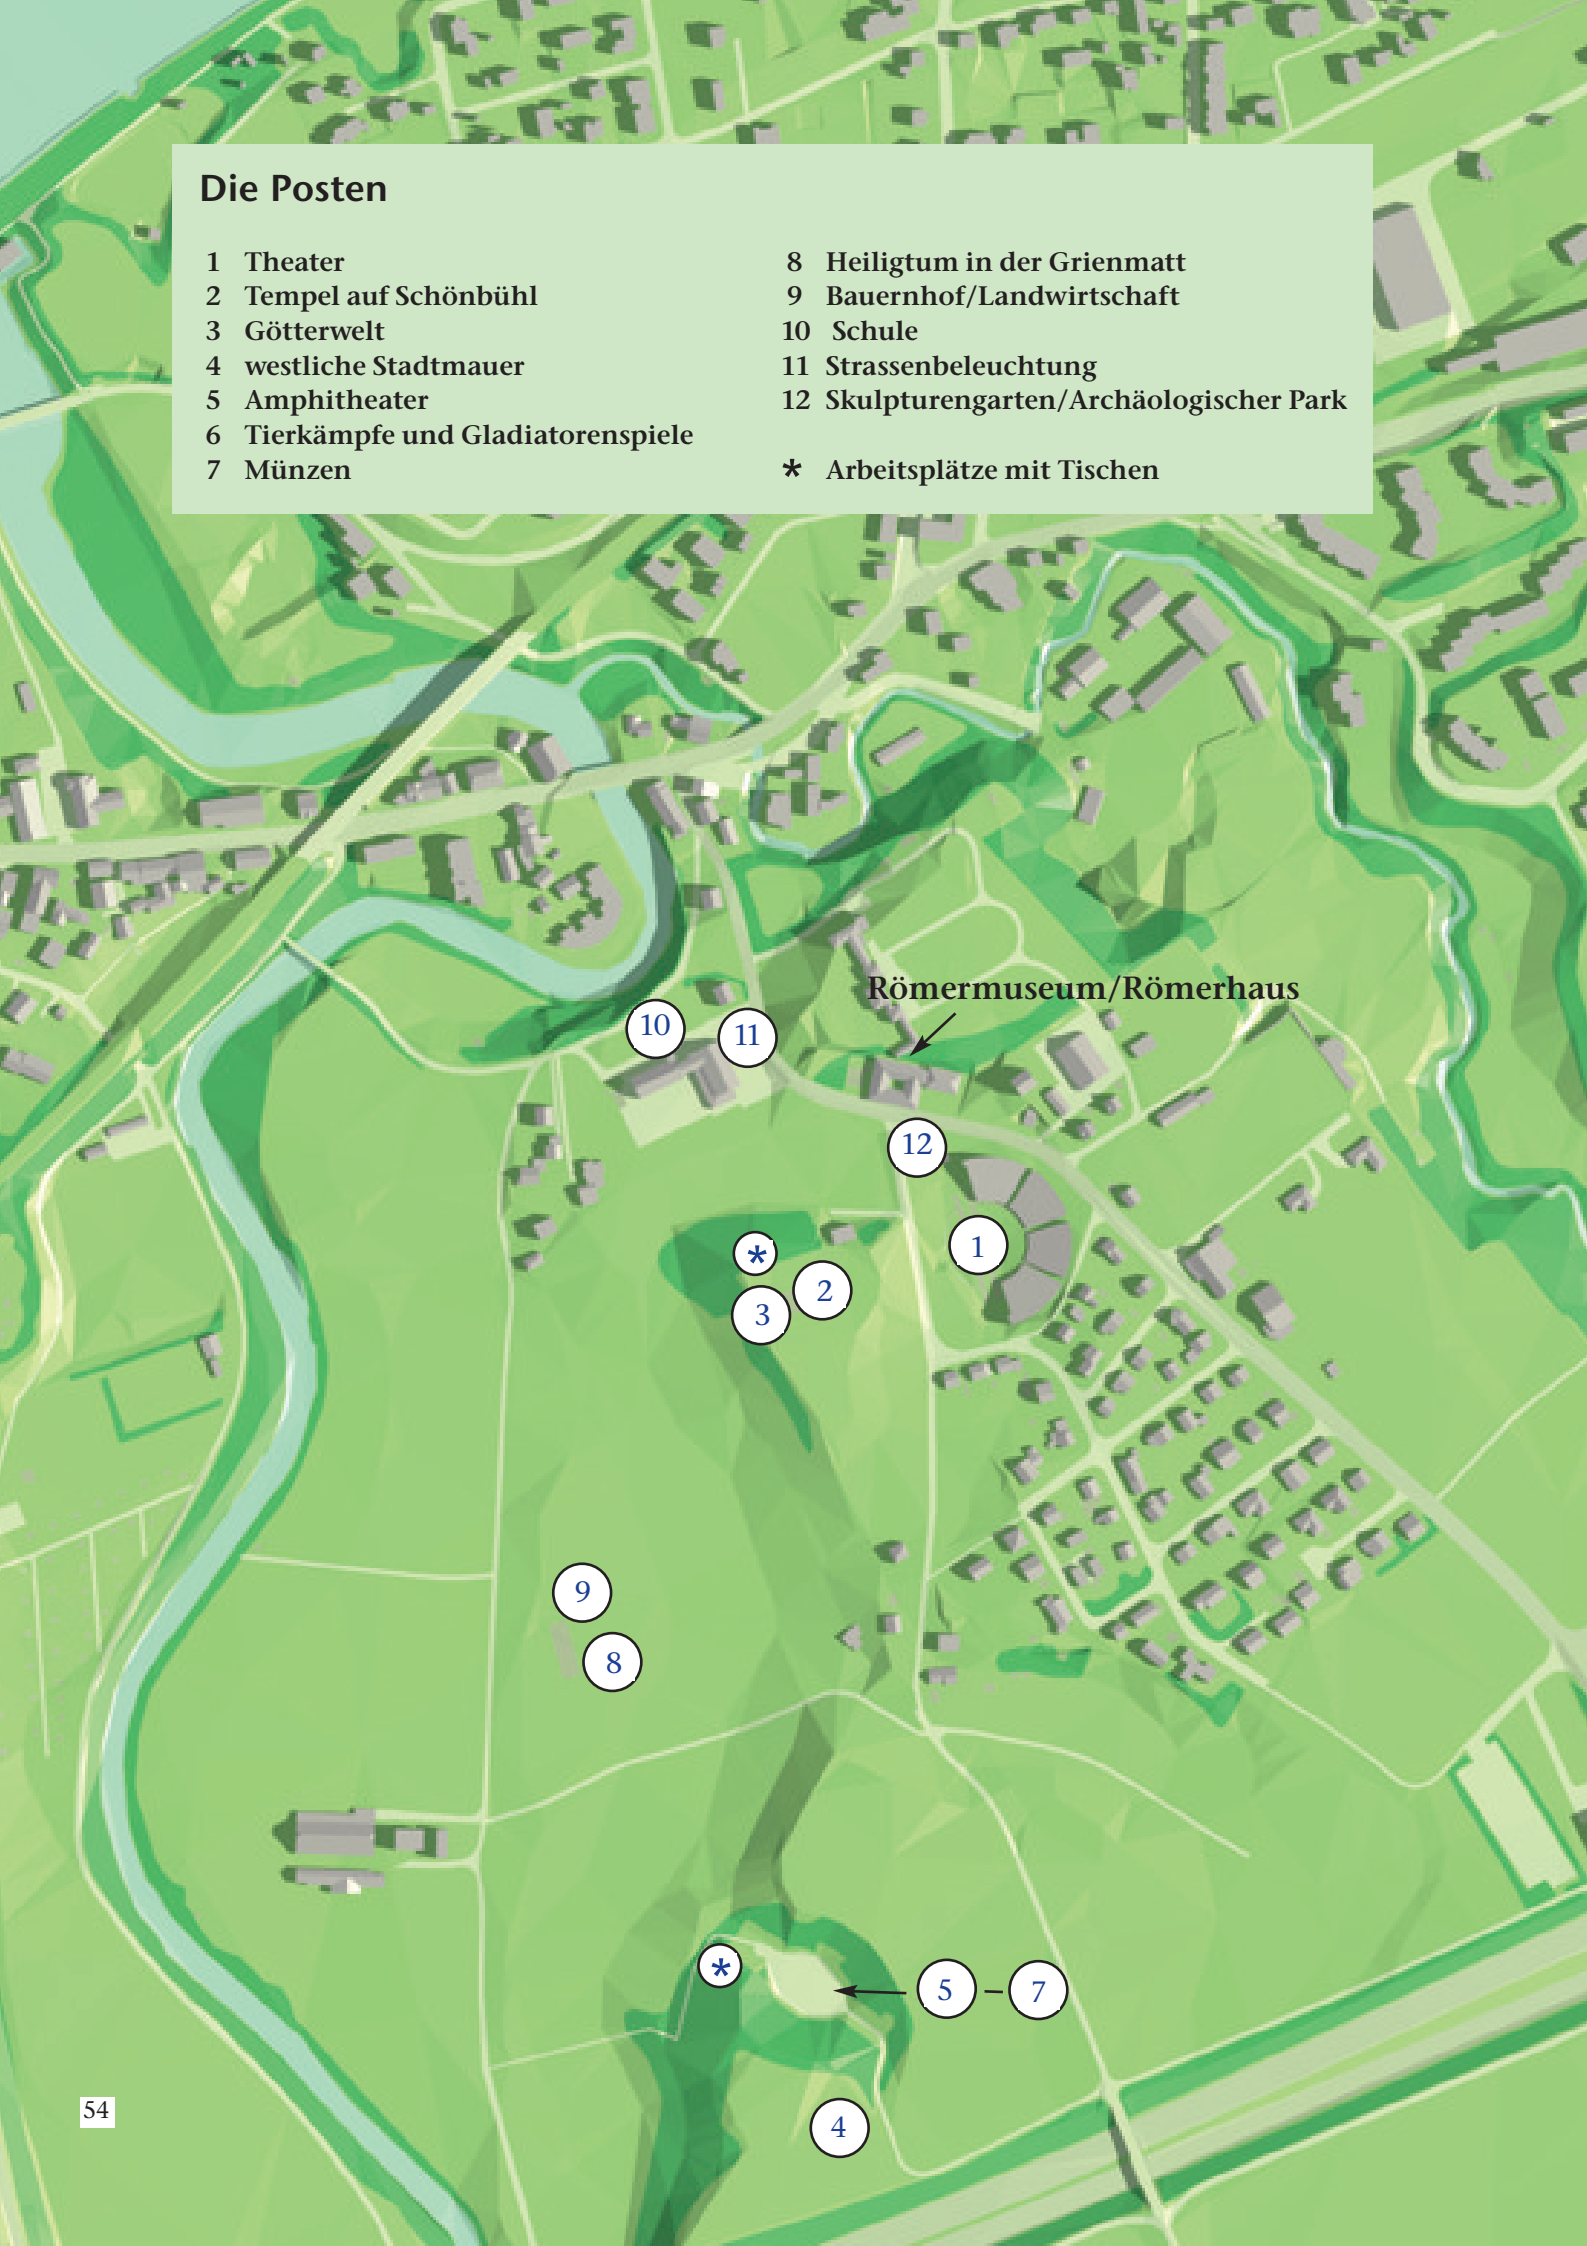 Die Posten
1 Theater
2 Tempel auf Schönbühl
3 Götterwelt
4 westliche Stadtmauer
5 Amphitheater
6 Tierkämpfe und Gladiatorenspiele
7 Münzen
8 Heiligtum in der Grienmatt
9 Bauernhof/Landwirtschaft
10 Schule
11 Strassenbeleuchtung
12 Skulpturengarten/Archäologischer Park
* Arbeitsplätze mit Tischen
Römermuseum/Römerhaus
10
11
12
1
*
2
3
9
8
*
5 – 7
4
54